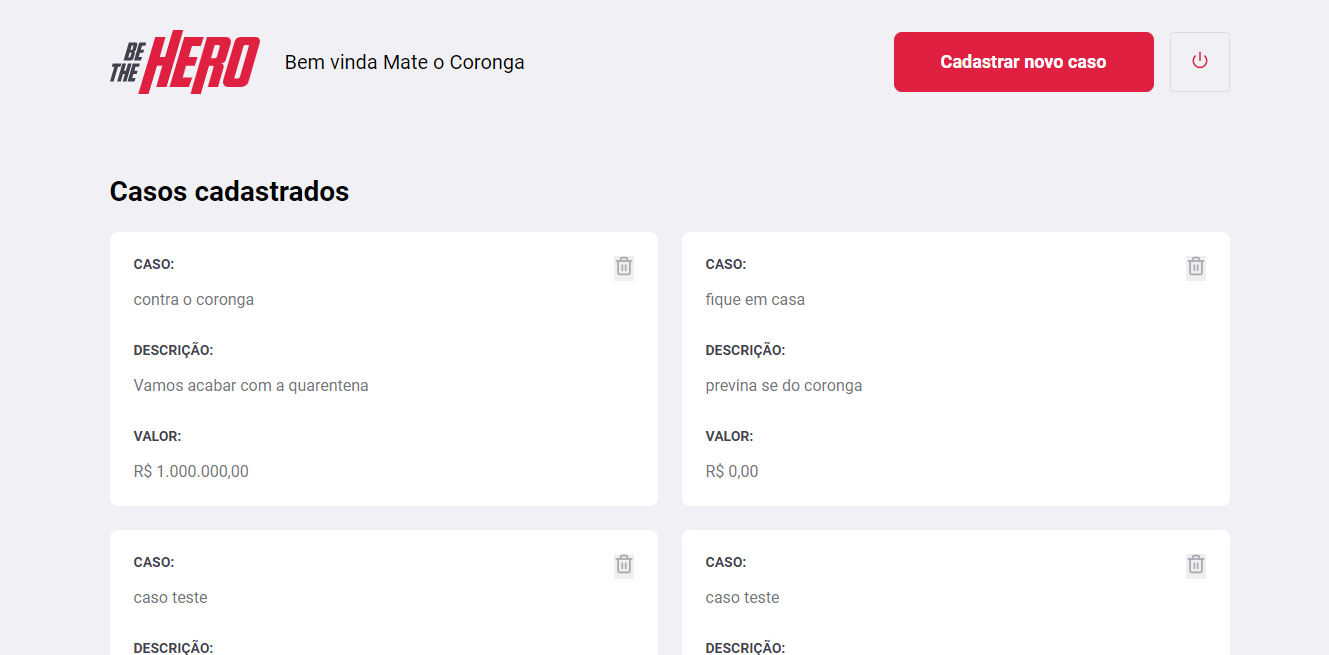 BE THE HERO
Bem vinda Mate o Coronga
Cadastrar novo caso
Casos cadastrados
CASO:
contra o coronga
DESCRIÇÃO:
Vamos acabar com a quarentena
VALOR:
R$ 1.000.000,00
CASO:
fique em casa
DESCRIÇÃO:
previna se do coronga
VALOR:
R$ 0,00
CASO:
caso teste
DESCRIÇÃO:
CASO:
caso teste
DESCRIÇÃO: